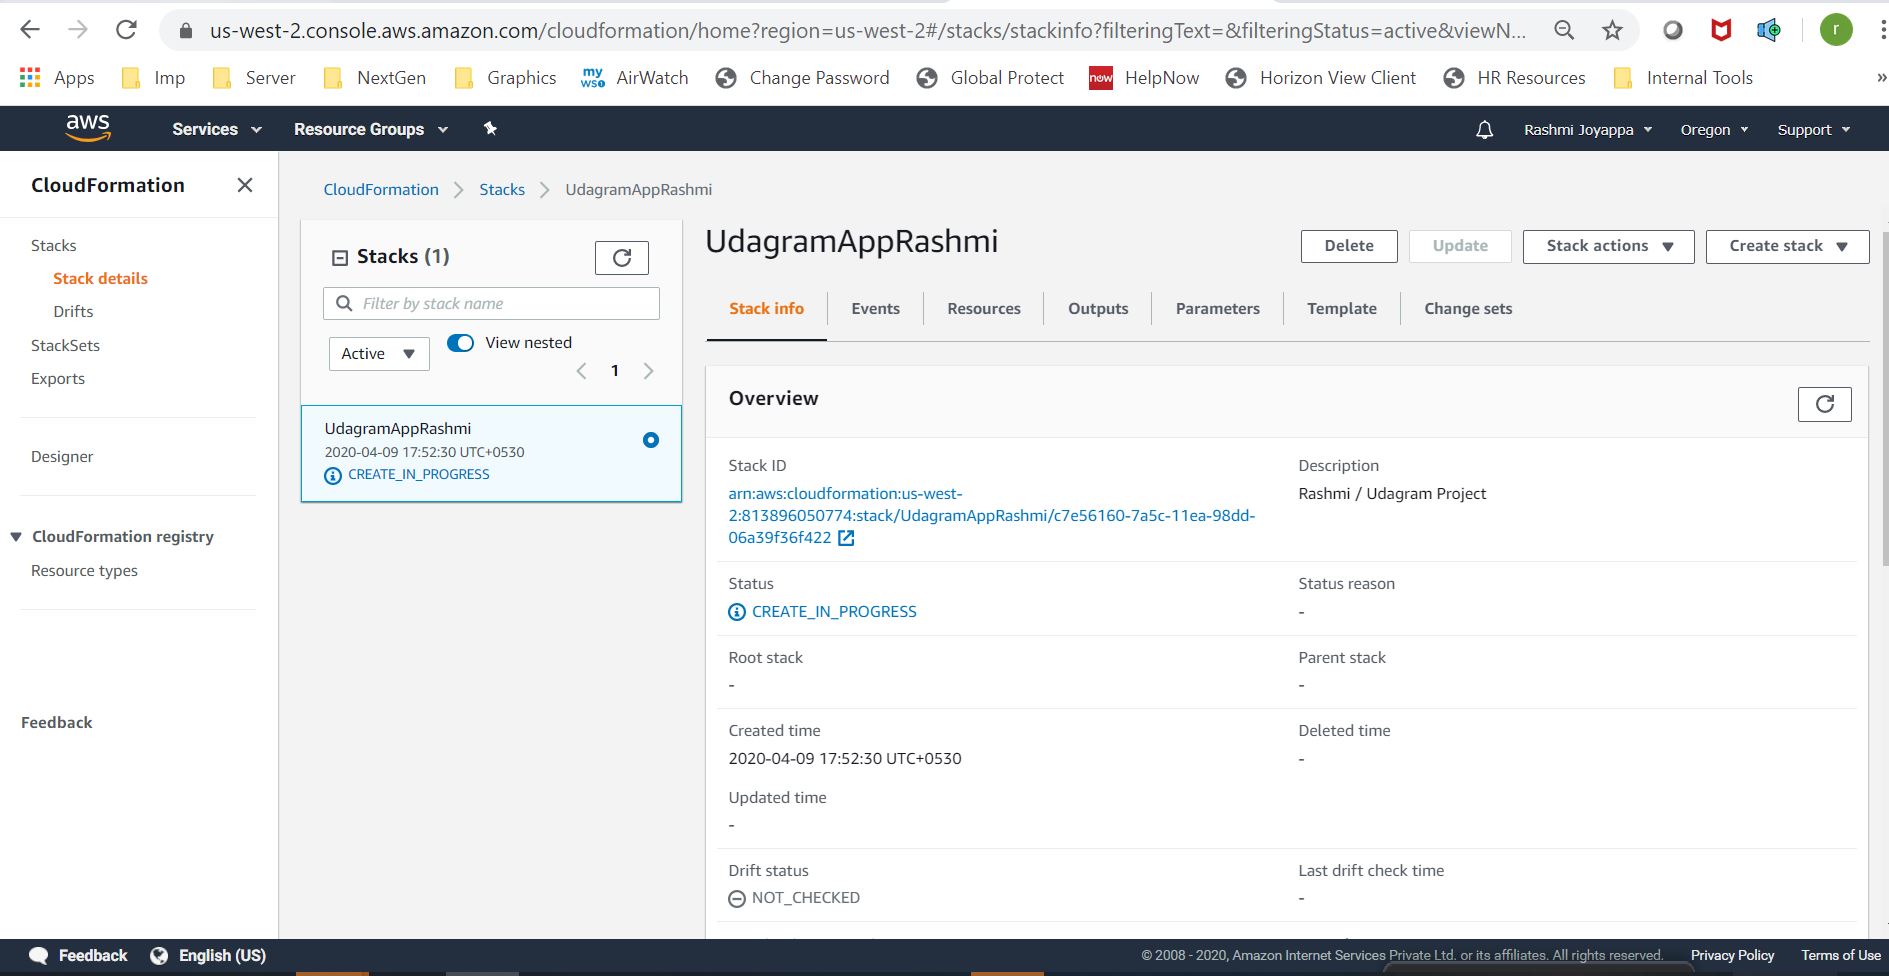 us-west-2.console.aws.amazon.com/cloudformation/home?region=us-west-2#/stacks/stackinfo?filteringText=&filteringStatus=active&viewN...
r
Apps Imp Server NextGen Graphics my wso AirWatch Change Password Global Protect now HelpNow Horizon View Client HR Resources Internal Tools »
aws Services Resource Groups Rashmi Joyappa Oregon Support
CloudFormation
Stacks
Stack details
Drifts
StackSets
Exports
Designer
CloudFormation registry
Resource types
Feedback
CloudFormation > Stacks > UdagramAppRashmi
Stacks (1)
Filter by stack name
Active
View nested
1
UdagramAppRashmi
2020-04-09 17:52:30 UTC+0530
CREATE_IN_PROGRESS
UdagramAppRashmi
Delete Update Stack actions Create stack
Stack info Events Resources Outputs Parameters Template Change sets
Overview
Stack ID
arn:aws:cloudformation:us-west-
2:813896050774:stack/UdagramAppRashmi/c7e56160-7a5c-11ea-98dd-
06a39f36f422
Description
Rashmi / Udagram Project
Status
CREATE_IN_PROGRESS
Status reason
-
Root stack
-
Parent stack
-
Created time
2020-04-09 17:52:30 UTC+0530
Deleted time
-
Updated time
-
Drift status
NOT_CHECKED
Last drift check time
-
Feedback English (US) © 2008 - 2020, Amazon Internet Services Private Ltd. or its affiliates. All rights reserved. Privacy Policy Terms of Use